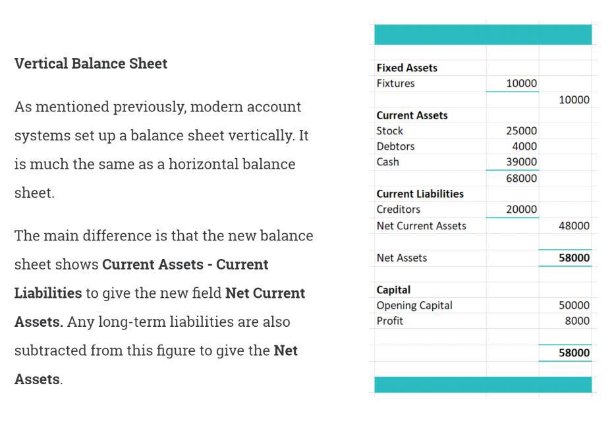 Vertical Balance Sheet
As mentioned previously, modern account
systems set up a balance sheet vertically. It
is much the same as a horizontal balance
sheet.
The main difference is that the new balance
sheet shows Current Assets - Current
Liabilities to give the new field Net Current
Assets. Any long-term liabilities are also
subtracted from this figure to give the Net
Assets.
Fixed Assets
Fixtures 10000
10000
Current Assets
Stock 25000
Debtors 4000
Cash 39000
68000
Current Liabilities
Creditors 20000
Net Current Assets 48000
Net Assets 58000
Capital
Opening Capital 50000
Profit 8000
58000